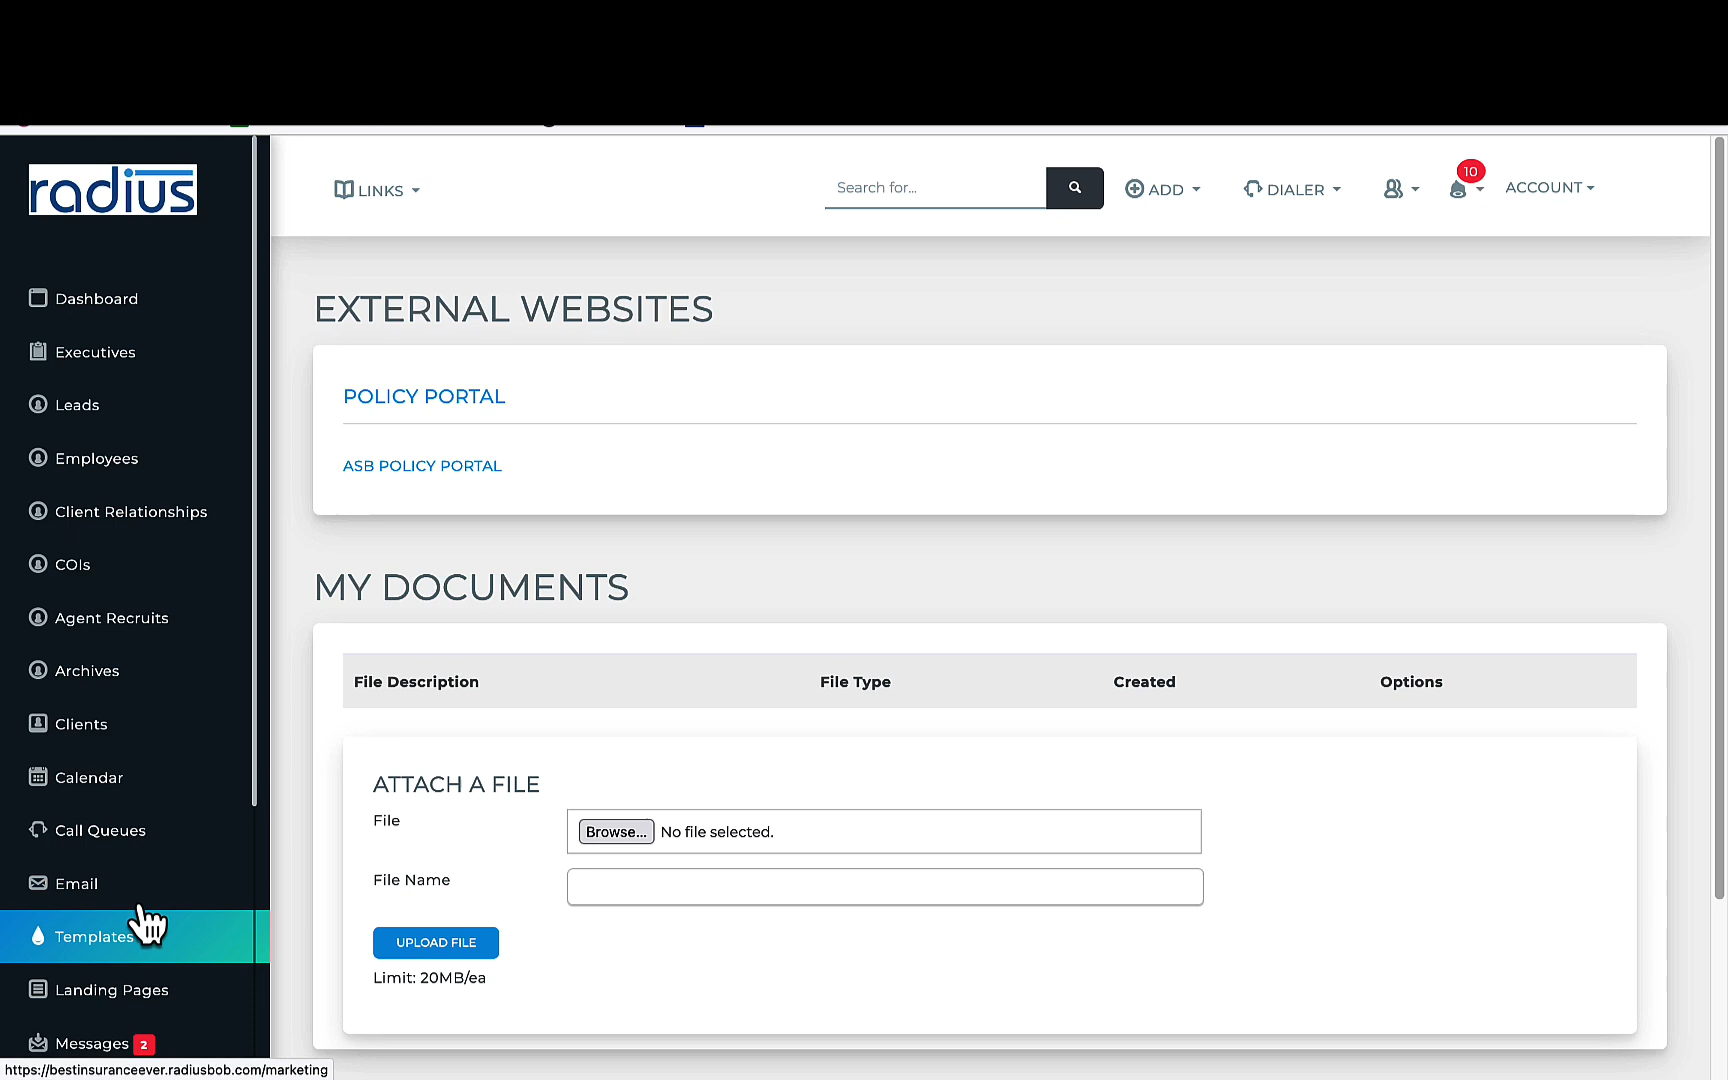 radius
LINKS
Search for...
ADD
DIALER
10
ACCOUNT
Dashboard
Executives
Leads
Employees
Client Relationships
COIs
Agent Recruits
Archives
Clients
Calendar
Call Queues
Email
Templates
Landing Pages
Messages 2
EXTERNAL WEBSITES
POLICY PORTAL
ASB POLICY PORTAL
MY DOCUMENTS
File Description File Type Created Options
ATTACH A FILE
File Browse... No file selected.
File Name
UPLOAD FILE
Limit: 20MB/ea
https://bestinsuranceever.radiusbob.com/marketing